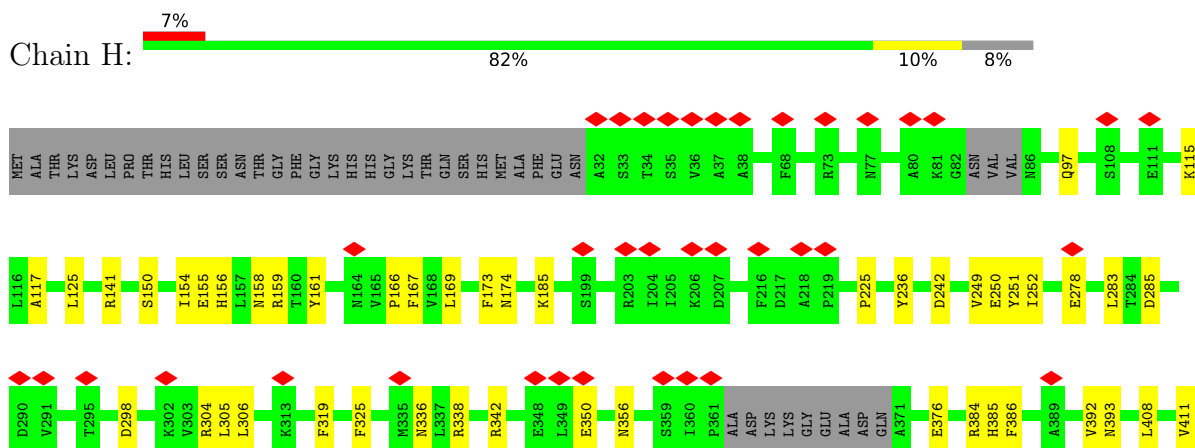 7%
Chain H:
82% 10% 8%
MET ALA THR LYS ASP LEU PRO THR HIS LEU SER SER ASN THR GLY PHE GLY LYS HIS HIS GLY LYS THR GLN SER HIS MET ALA PHE GLU ASN A32 S33 T34 S35 V36 A37 A38 F68 R73 N77 A80 K81 G82 ASN VAL VAL N86 Q97 S108 E111 K115
L116 A117 L125 R141 S150 I154 E155 H156 L157 N158 R159 T160 Y161 N164 V165 P166 F167 V168 L169 F173 N174 K185 S199 R203 I204 I205 K206 D207 F216 D217 A218 P219 P225 Y236 D242 V249 E250 Y251 I252 E278 L283 T284 D285
D290 V291 T295 D298 K302 V303 R304 L305 L306 K313 F319 F325 M335 N336 L337 R338 R342 E348 L349 E350 N356 S359 I360 P361 ALA ASP LYS LYS GLY GLU ALA ASP GLN A371 E376 R384 H385 F386 A389 V392 N393 L408 V411